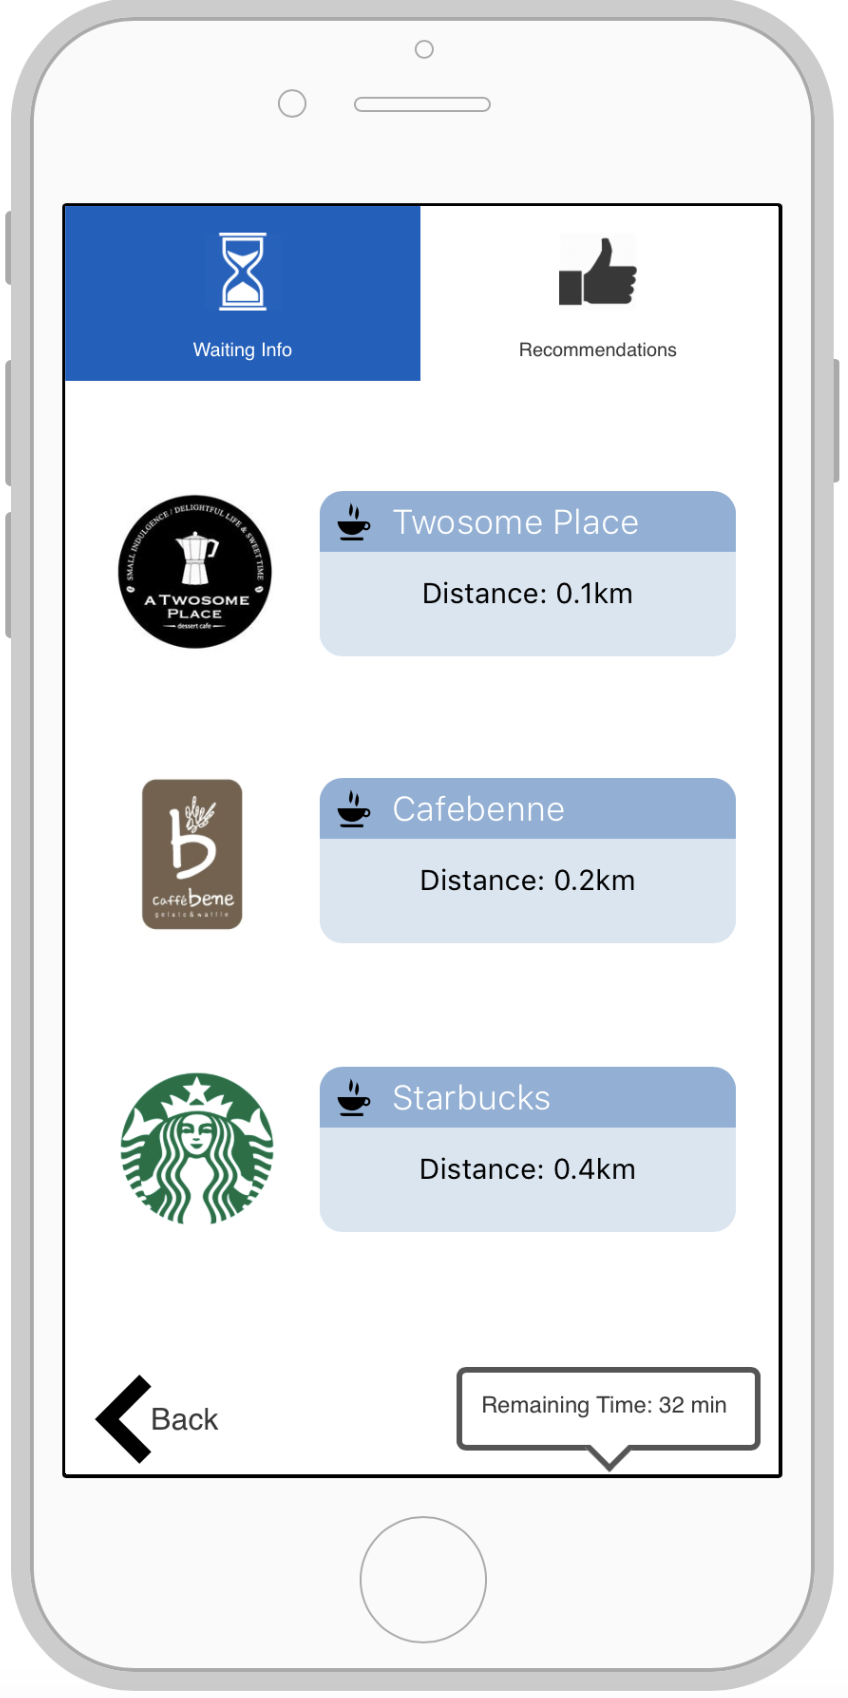 Waiting Info
Recommendations
SMALL INDULGENCE / DELIGHTFUL LIFE & SWEET TIME
A TWOSOME
PLACE
dessert cafe
Twosome Place
Distance: 0.1km
caffébene
gelato & waffle
Cafebenne
Distance: 0.2km
Starbucks
Distance: 0.4km
Back
Remaining Time: 32 min